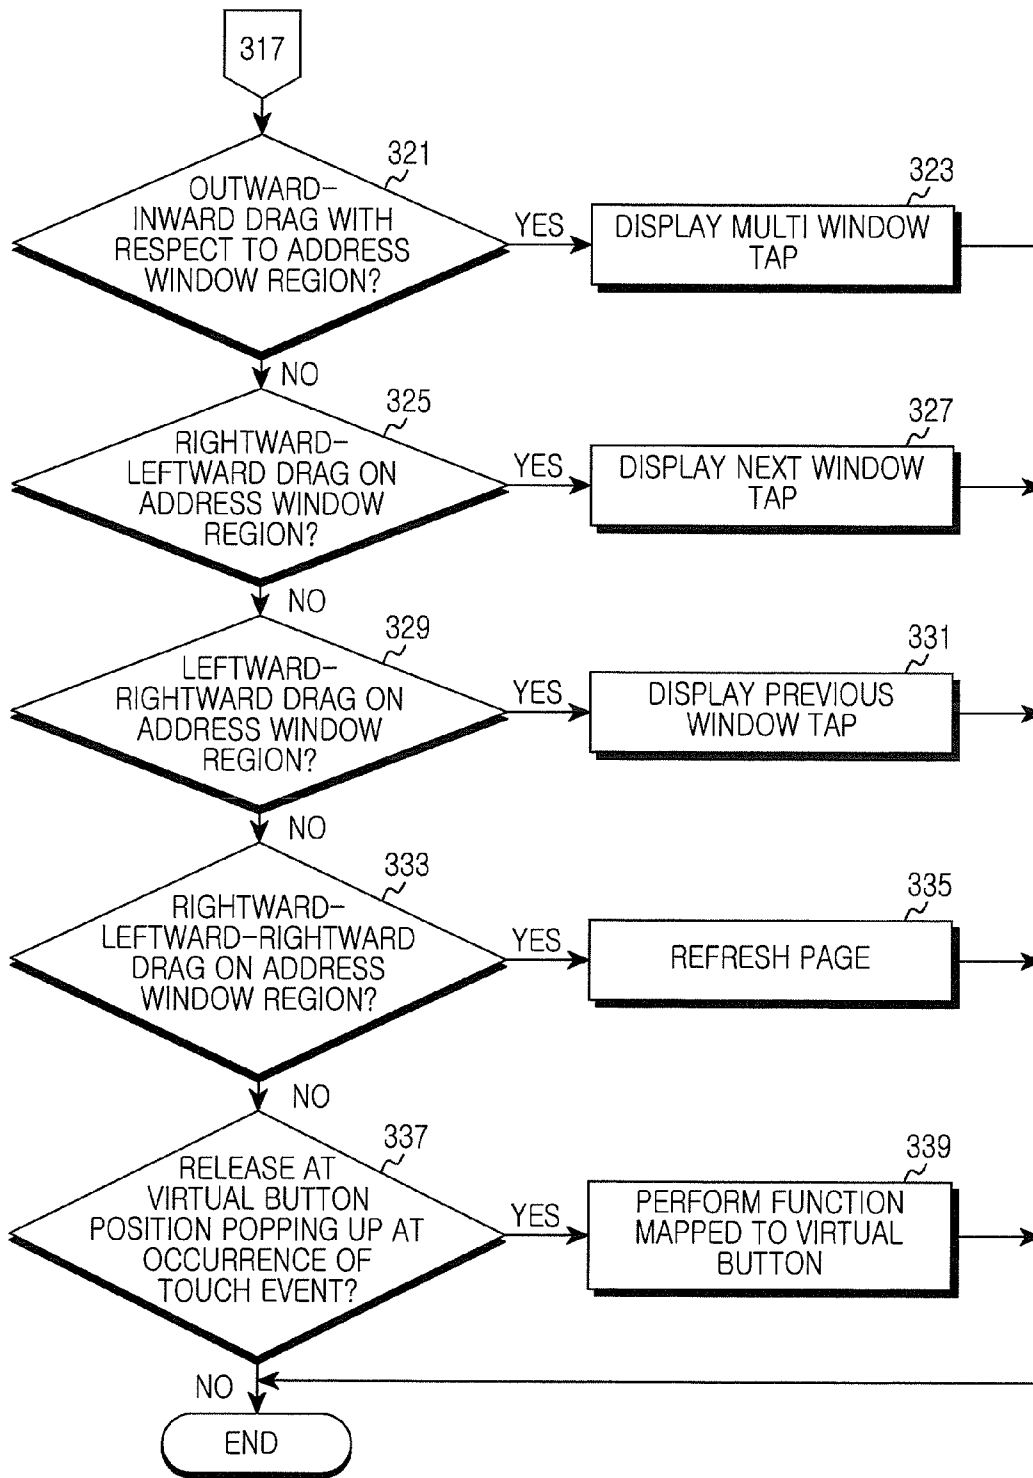 317
321
OUTWARD-
INWARD DRAG WITH
RESPECT TO ADDRESS
WINDOW REGION?
YES
323
DISPLAY MULTI WINDOW
TAP
NO
325
RIGHTWARD-
LEFTWARD DRAG ON
ADDRESS WINDOW
REGION?
YES
327
DISPLAY NEXT WINDOW
TAP
NO
329
LEFTWARD-
RIGHTWARD DRAG ON
ADDRESS WINDOW
REGION?
YES
331
DISPLAY PREVIOUS
WINDOW TAP
NO
333
RIGHTWARD-
LEFTWARD-RIGHTWARD
DRAG ON ADDRESS
WINDOW REGION?
YES
335
REFRESH PAGE
NO
337
RELEASE AT
VIRTUAL BUTTON
POSITION POPPING UP AT
OCCURRENCE OF
TOUCH EVENT?
YES
339
PERFORM FUNCTION
MAPPED TO VIRTUAL
BUTTON
NO
END